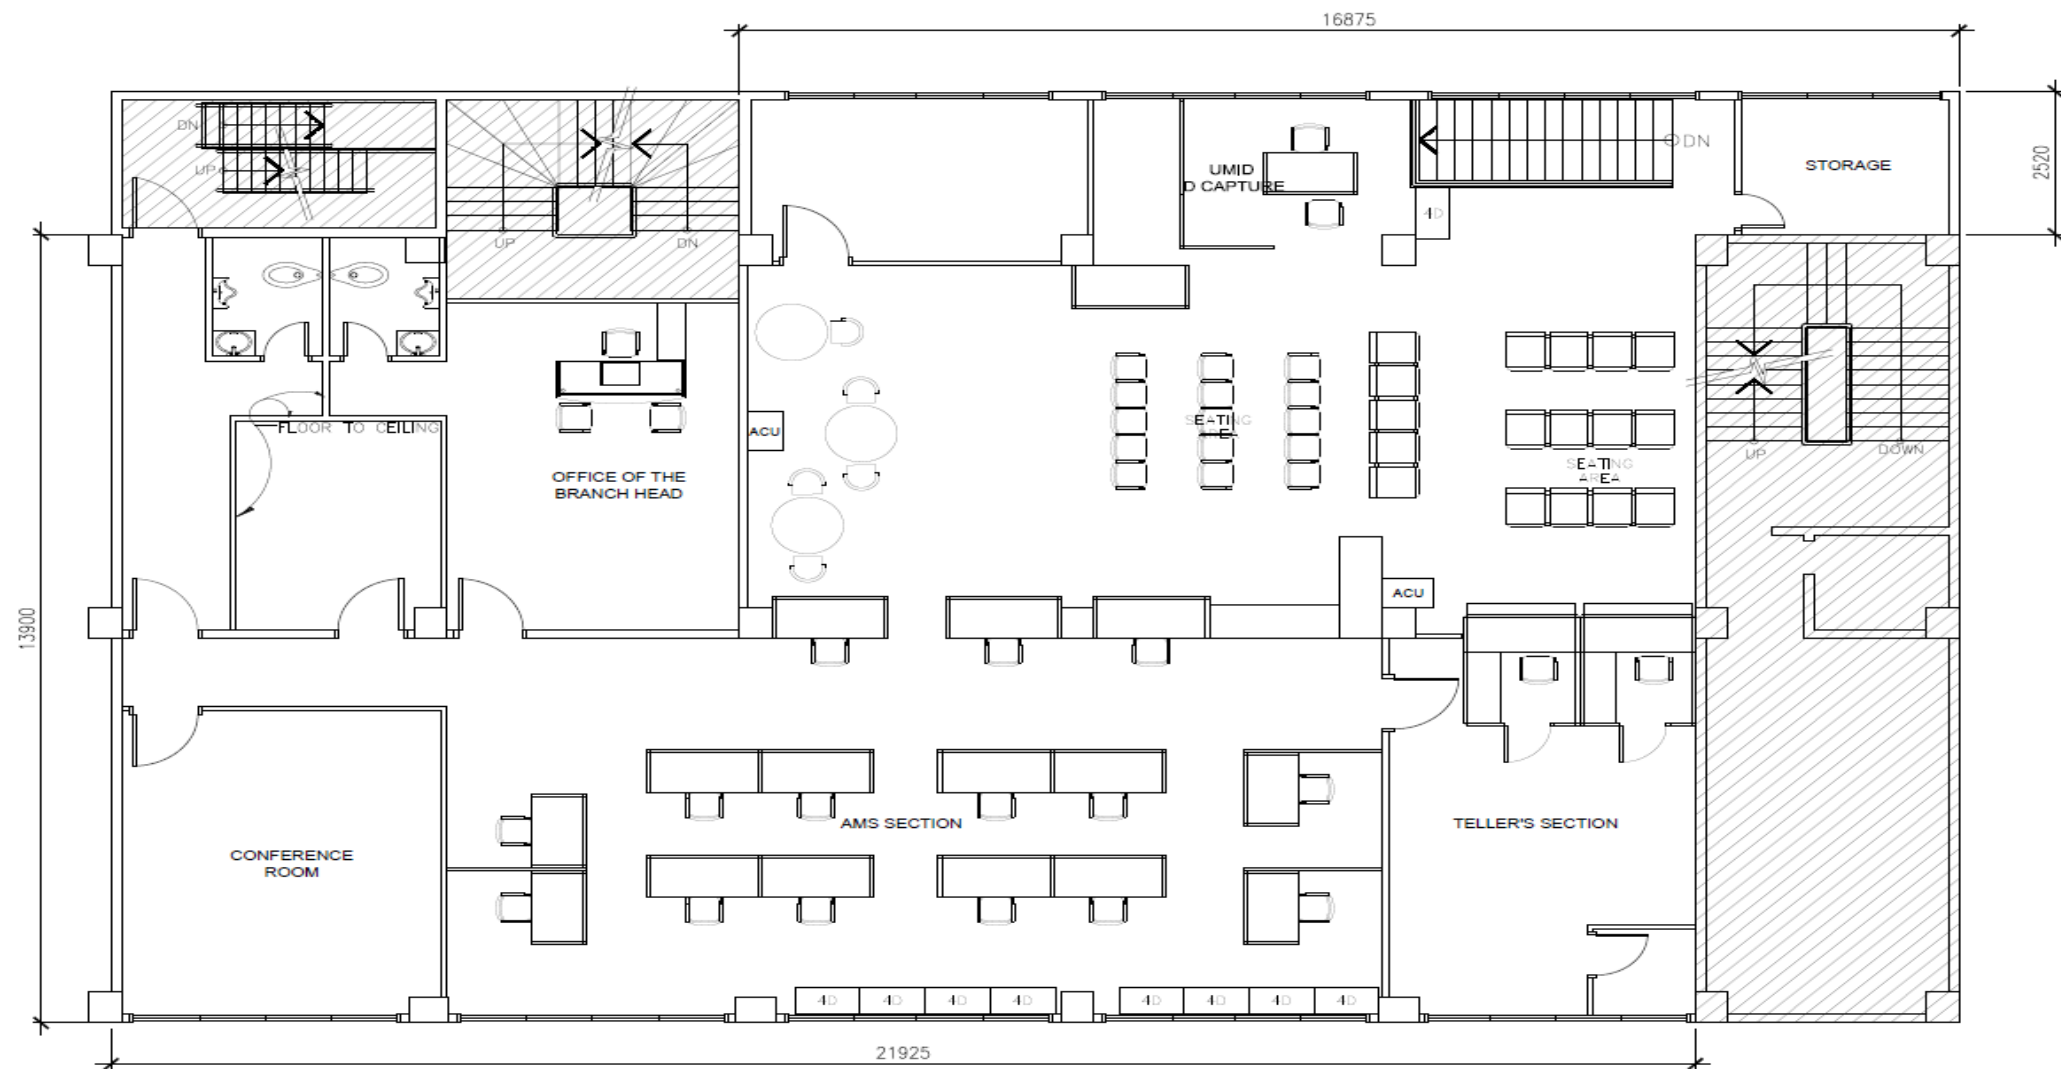 16875
DN
UP
UP
DN
UMID
D CAPTURE
DN
STORAGE
2520
4D
FLOOR TO CEILING
ACU
OFFICE OF THE
BRANCH HEAD
SEATING
AREA
SEATING
AREA
UP
DOWN
ACU
13900
CONFERENCE
ROOM
AMS SECTION
TELLER'S SECTION
4D
4D
4D
4D
4D
4D
4D
4D
21925